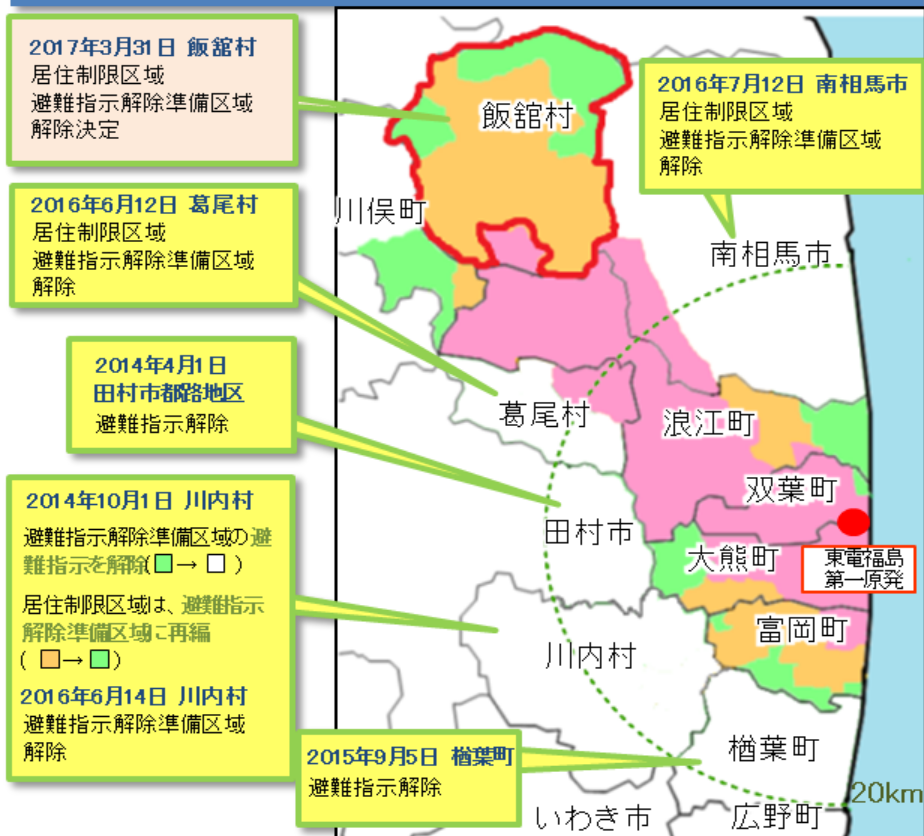 2017年3月31日 飯舘村
居住制限区域
避難指示解除準備区域
解除決定
2016年7月12日 南相馬市
居住制限区域
避難指示解除準備区域
解除
飯舘村
2016年6月12日 葛尾村
居住制限区域
避難指示解除準備区域
解除
川俣町
南相馬市
2014年4月1日
田村市都路地区
避難指示解除
葛尾村
浪江町
双葉町
田村市
大熊町
東電福島
第一原発
2014年10月1日 川内村
避難指示解除準備区域の避
難指示を解除(□→□)
居住制限区域は、避難指示
解除準備区域に再編
(□→□)
2016年6月14日 川内村
避難指示解除準備区域
解除
富岡町
川内村
2015年9月5日 楢葉町
避難指示解除
楢葉町
20km
いわき市
広野町